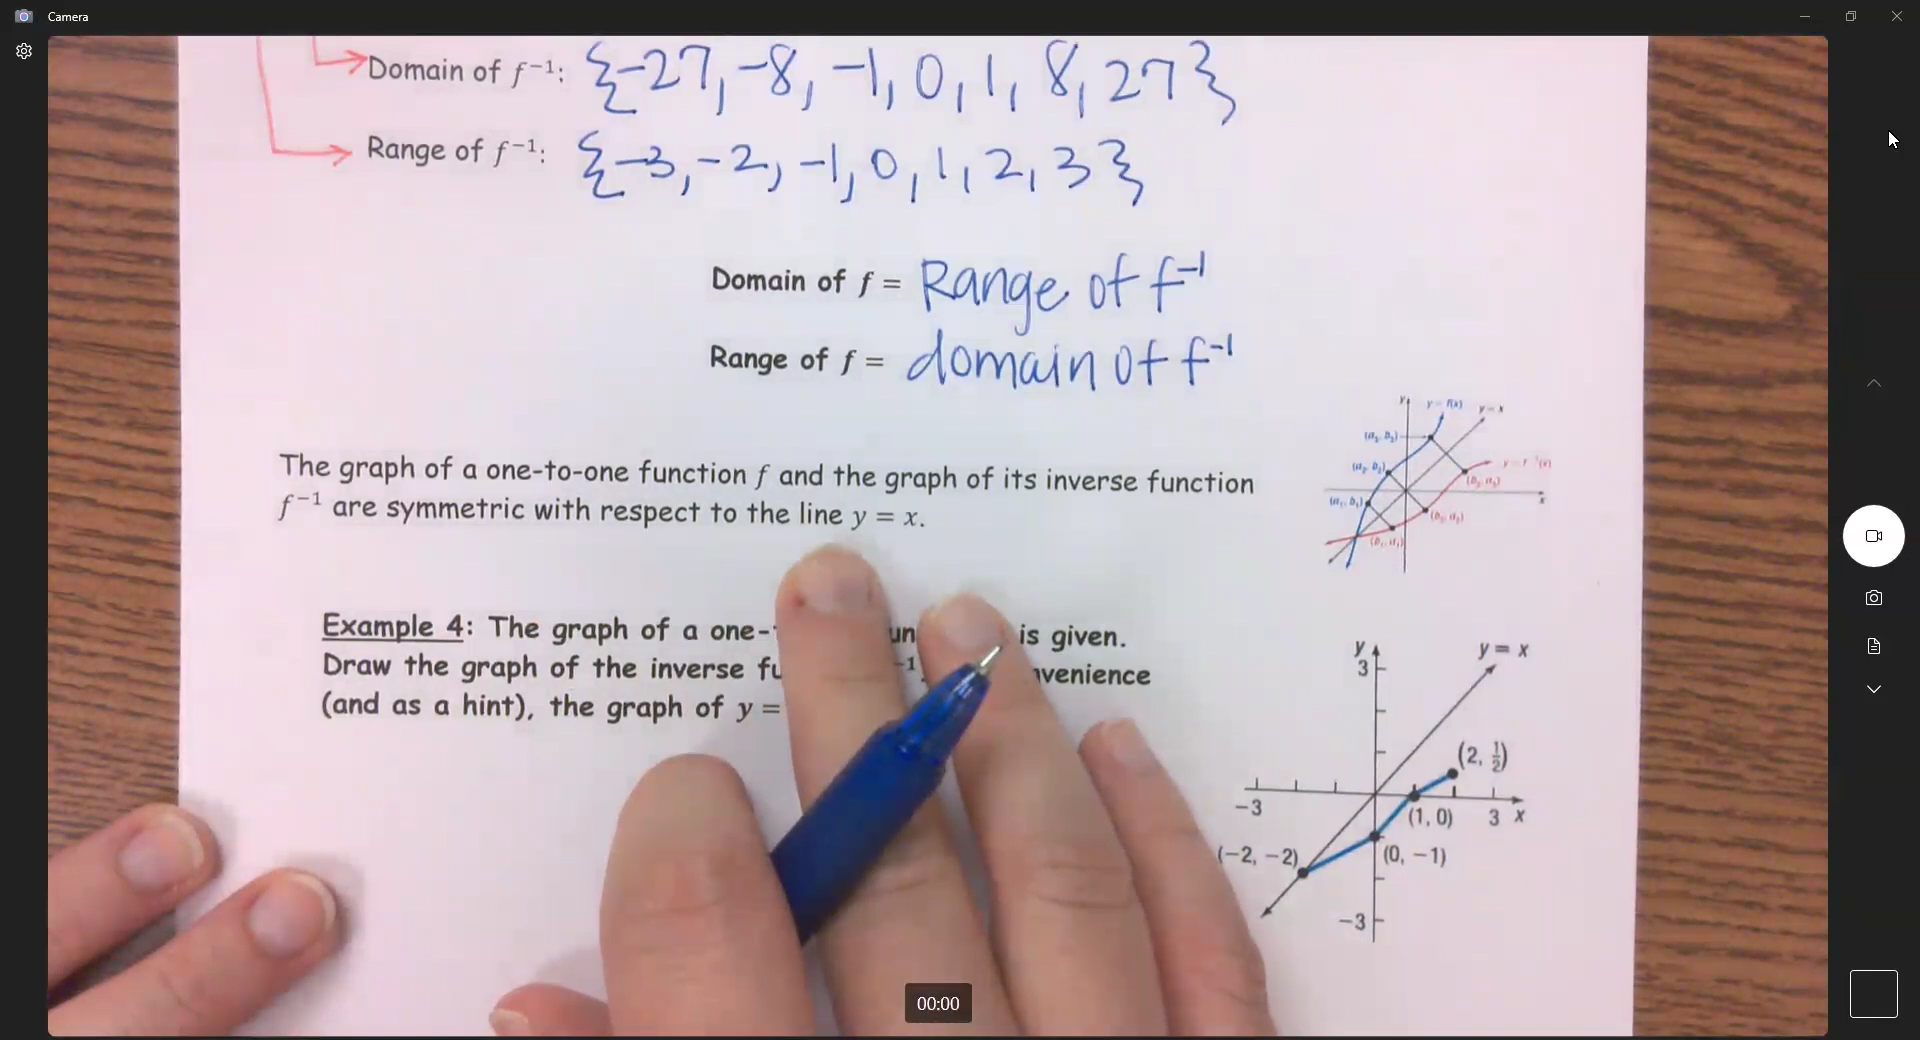 Camera
Domain of f⁻¹: {-27, -8, -1, 0, 1, 8, 27}
Range of f⁻¹: {-3, -2, -1, 0, 1, 2, 3}
Domain of f = Range of f⁻¹
Range of f = domain of f⁻¹
y y = f(x) y = x
The graph of a one-to-one function f and the graph of its inverse function
f⁻¹ are symmetric with respect to the line y = x.
x
Example 4: The graph of a one- is given.
Draw the graph of the inverse
(and as a hint), the graph of y =
y y = x
3
(2, 1/2)
-3 (1, 0) 3 x
(-2, -2) (0, -1)
-3
00:00